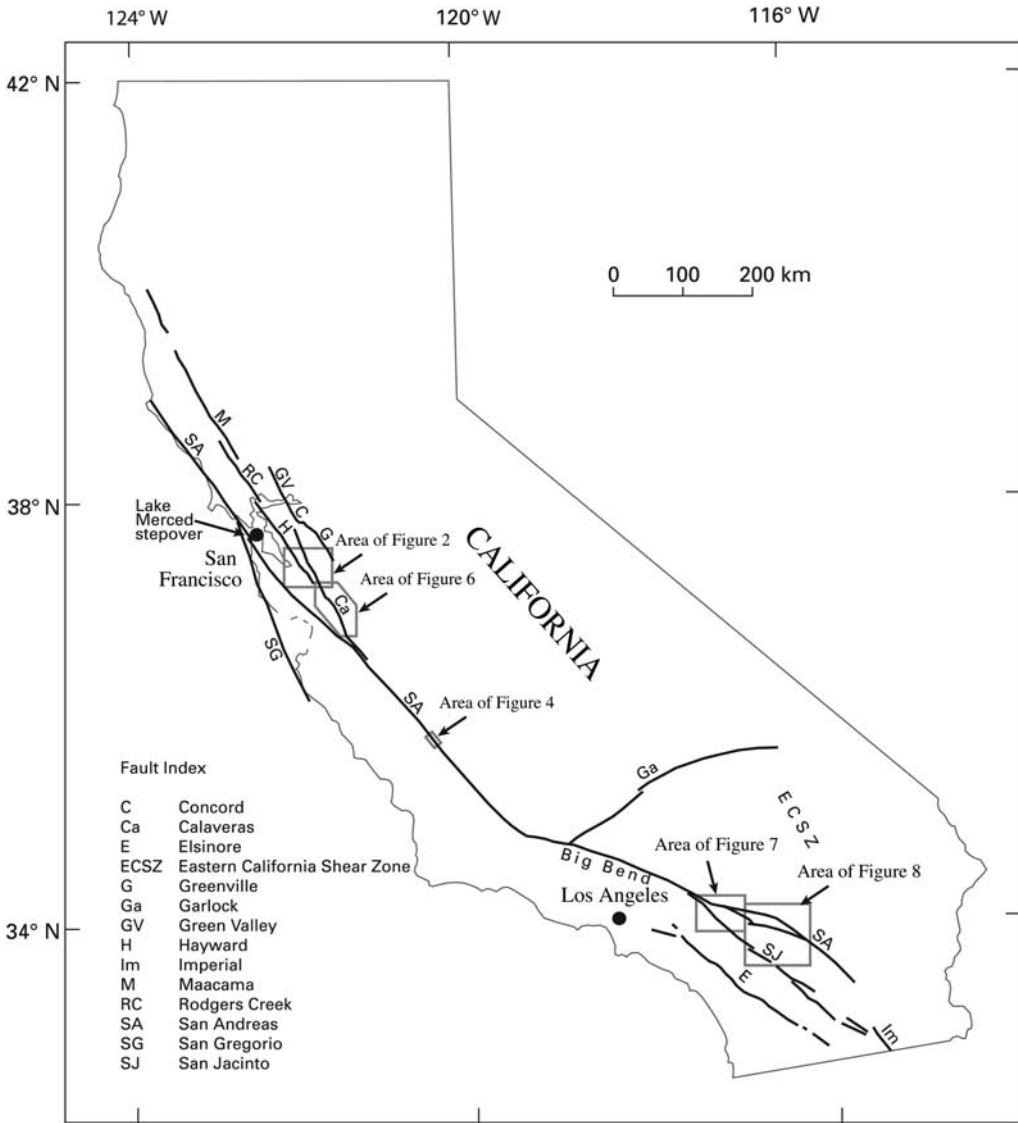 124° W
120° W
116° W
42° N
38° N
34° N
0 100 200 km
M
SA
RC
GV
C
G
H
Lake
Merced
stepover
San
Francisco
Area of Figure 2
Area of Figure 6
Ca
SG
CALIFORNIA
SA
Area of Figure 4
Ga
ECSZ
Big Bend
Area of Figure 7
Area of Figure 8
Los Angeles
SA
SJ
E
Im
Fault Index
C Concord
Ca Calaveras
E Elsinore
ECSZ Eastern California Shear Zone
G Greenville
Ga Garlock
GV Green Valley
H Hayward
Im Imperial
M Maacama
RC Rodgers Creek
SA San Andreas
SG San Gregorio
SJ San Jacinto